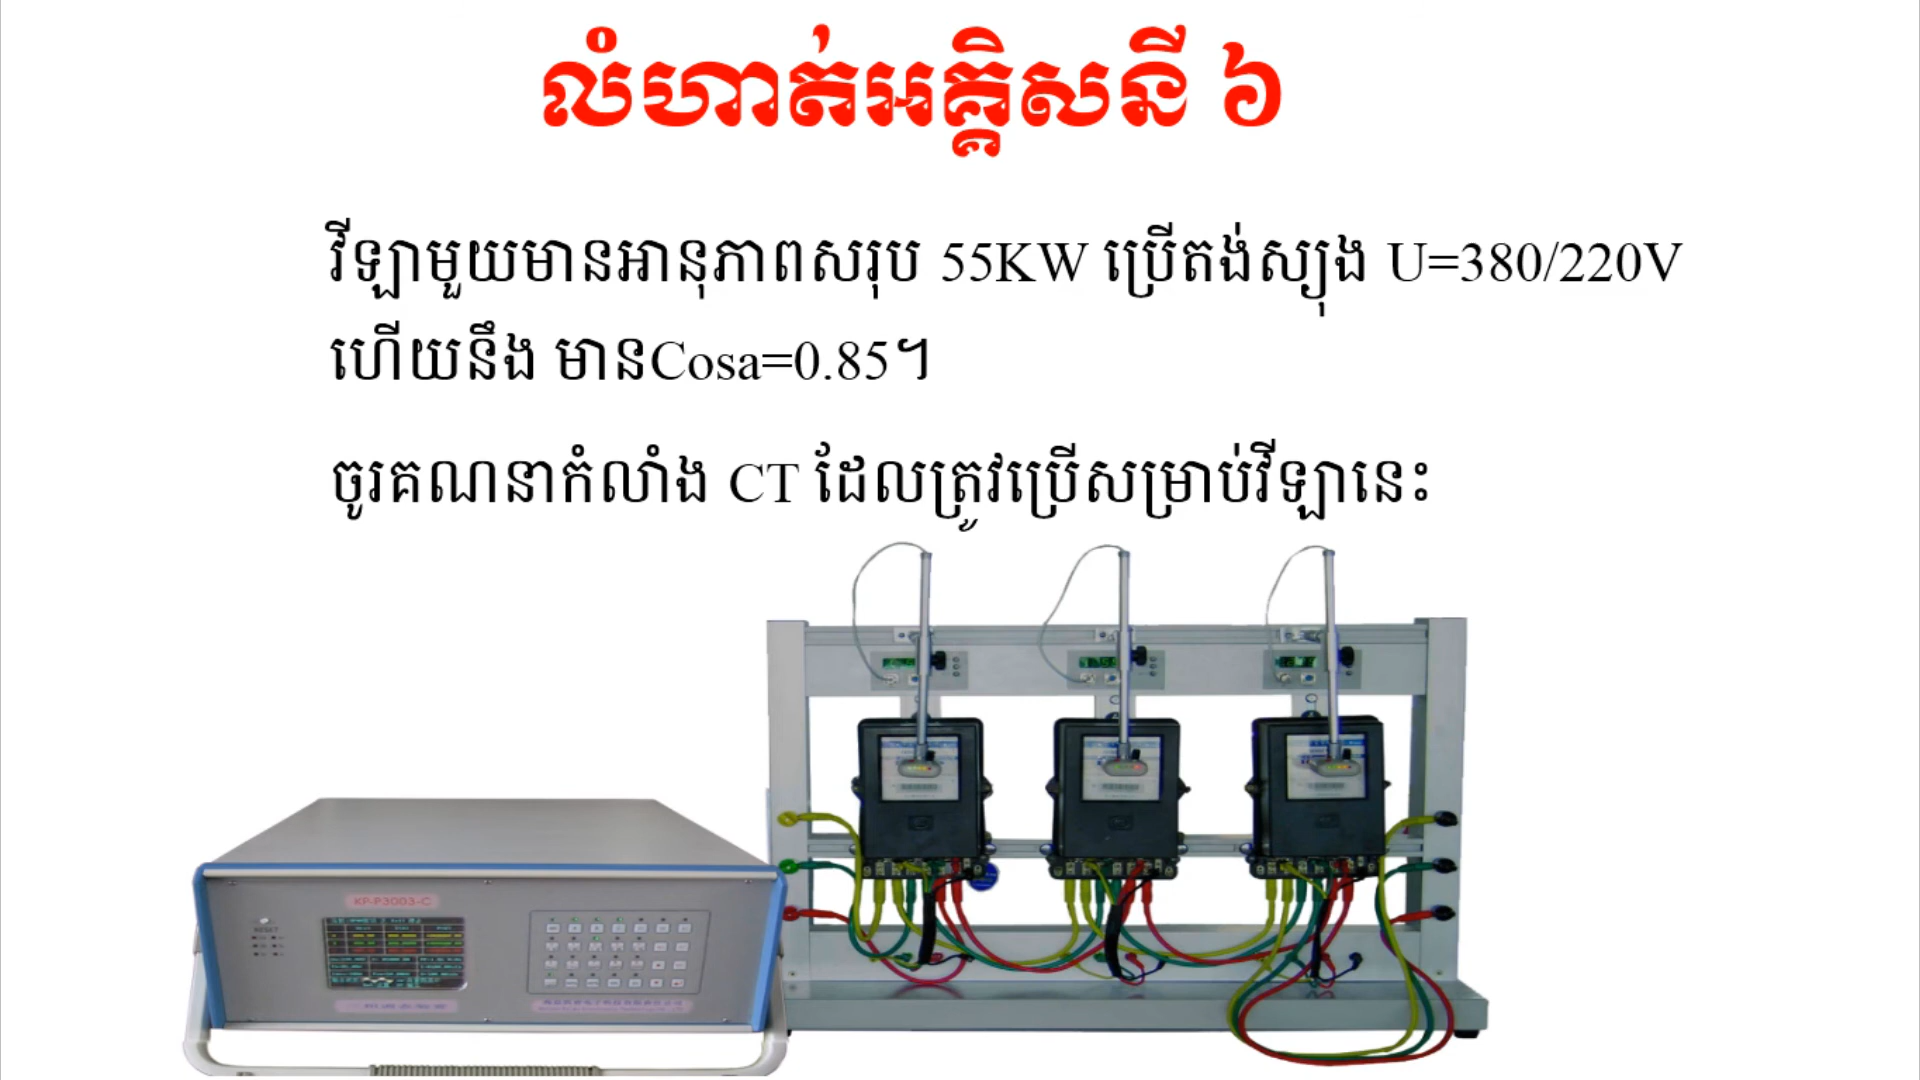 លំហាត់អគ្គិសនី ៦
វីឡាមួយមានអានុភាពសរុប 55KW ប្រើតង់ស្យុង U=380/220V
ហើយនឹង មានCosa=0.85។
ចូរគណនាកំលាំង CT ដែលត្រូវប្រើសម្រាប់វីឡានេះ
KP-P3003-C
RESET